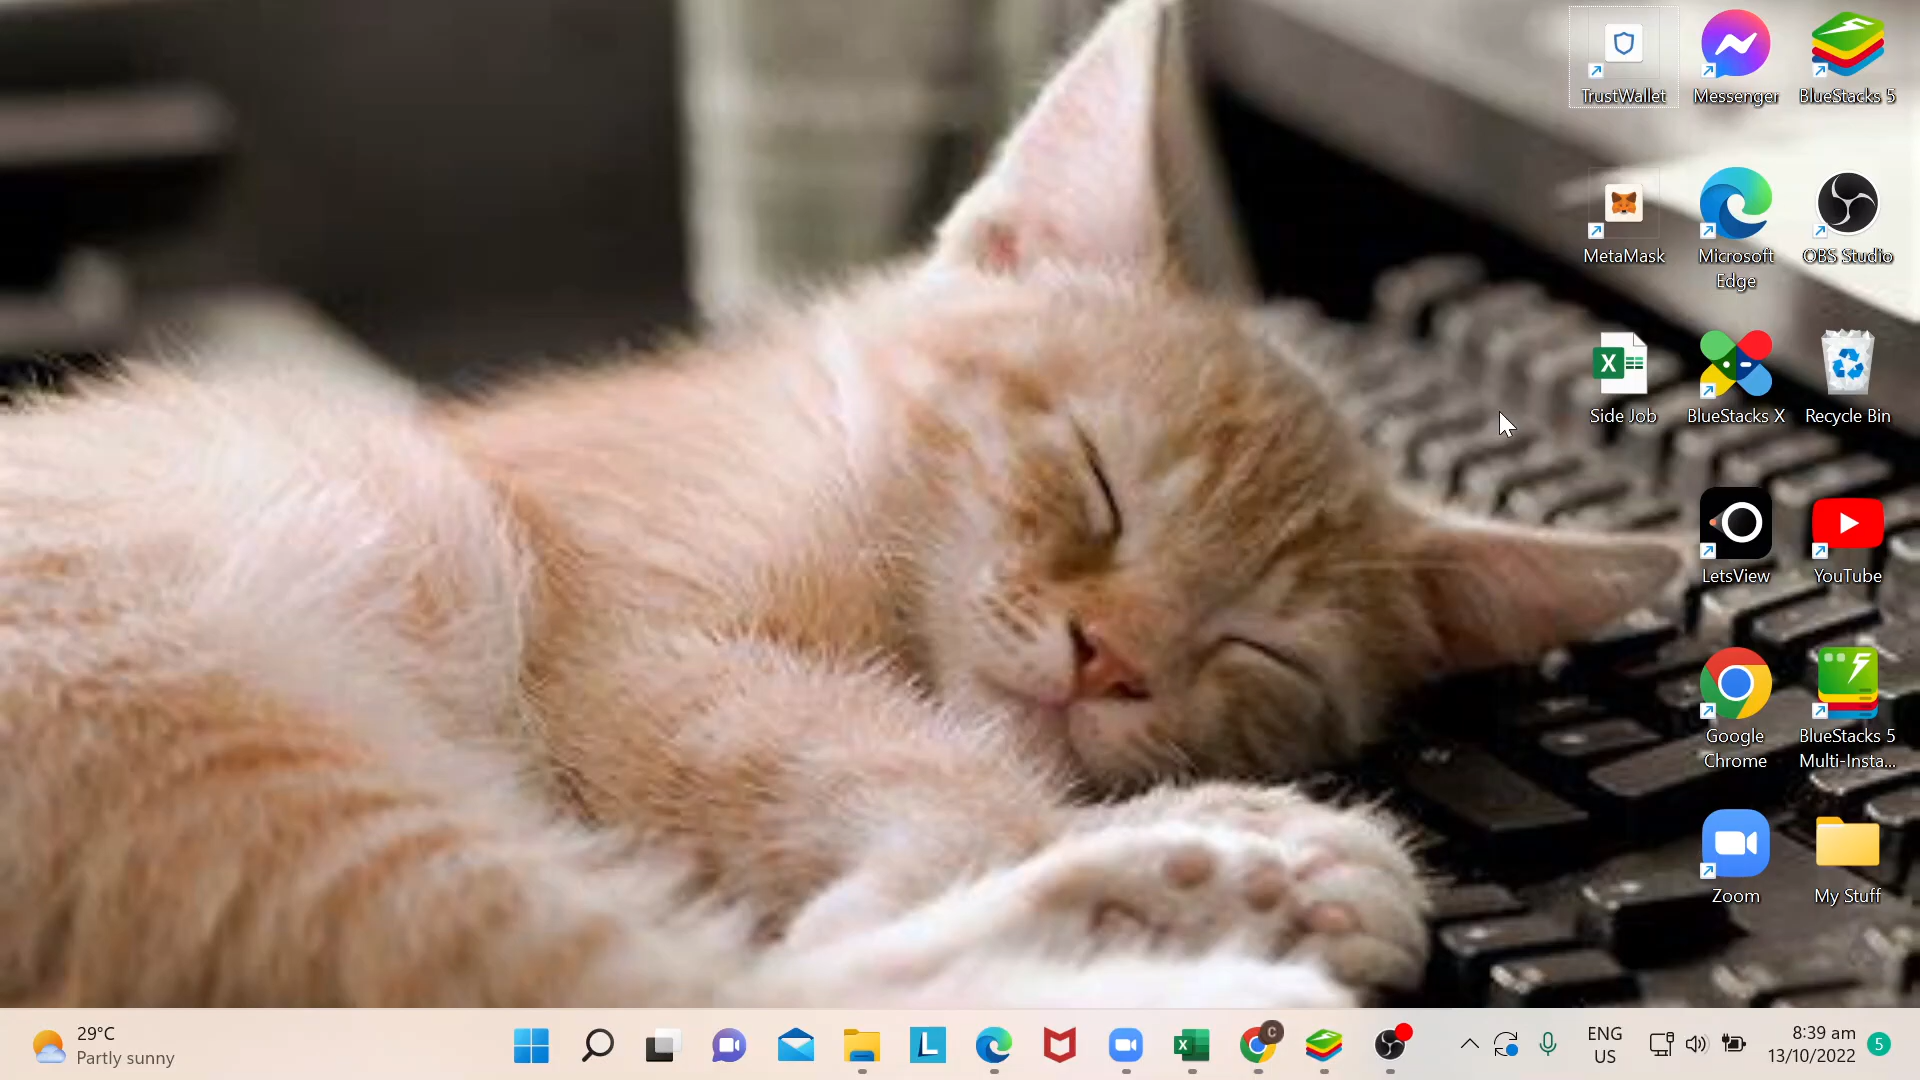 TrustWallet
Messenger
BlueStacks 5
MetaMask
Microsoft
Edge
OBS Studio
Side Job
BlueStacks X
Recycle Bin
LetsView
YouTube
Google
Chrome
BlueStacks 5
Multi-Insta...
Zoom
My Stuff
29°C
Partly sunny
L
X
C
ENG
US
8:39 am
13/10/2022
5